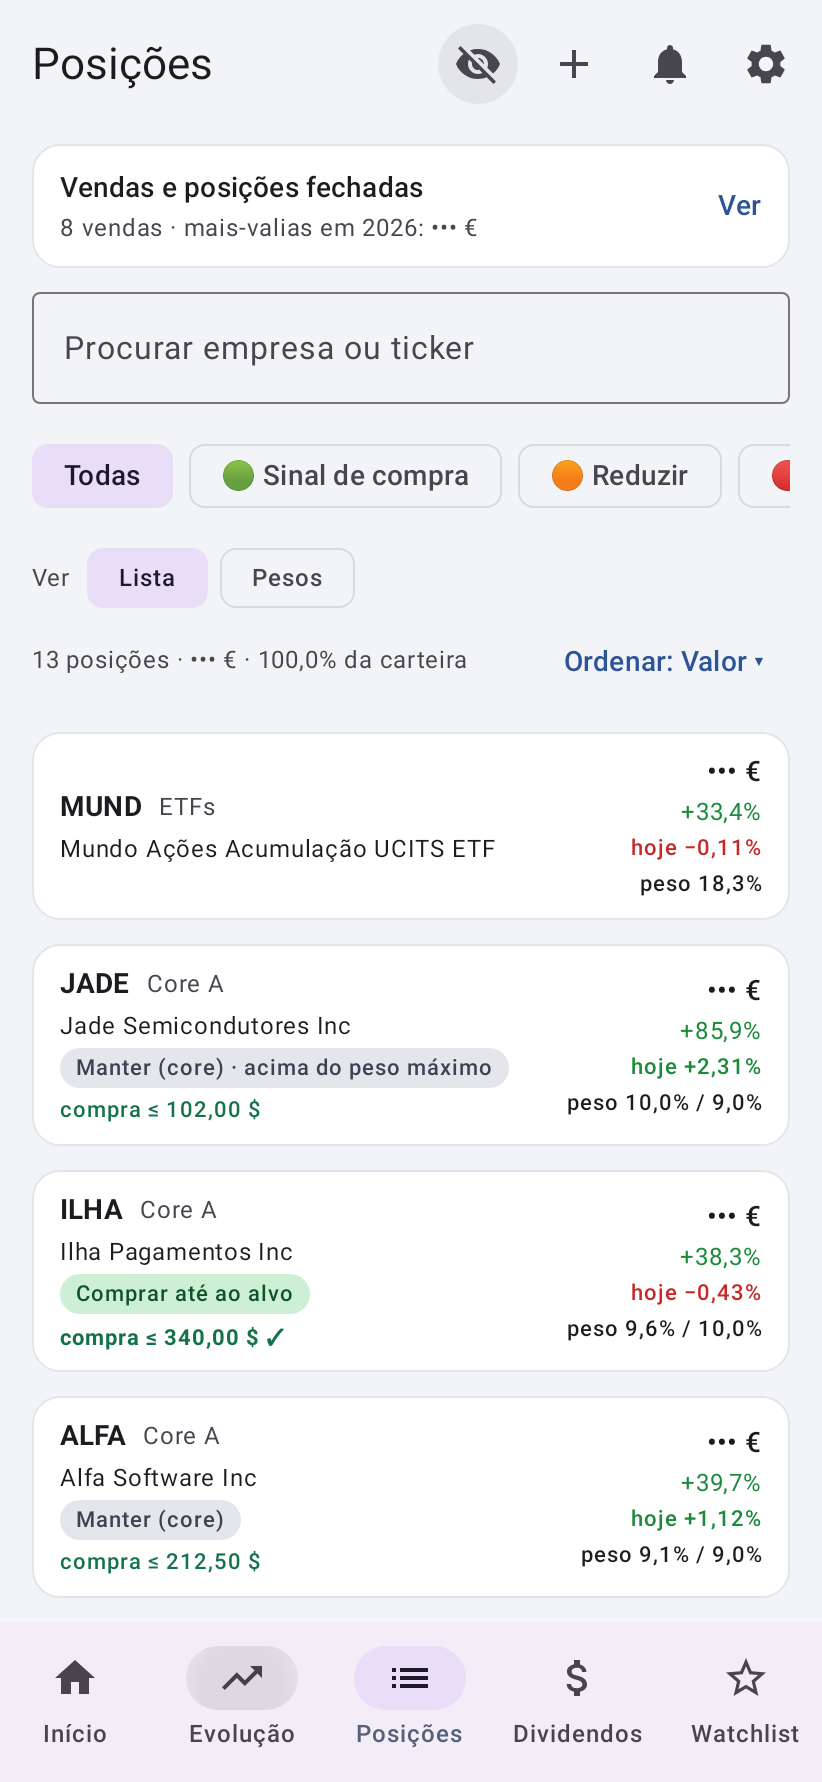 Posições
Vendas e posições fechadas
8 vendas · mais-valias em 2026: ••• €
Ver
Procurar empresa ou ticker
Todas
Sinal de compra
Reduzir
Ver
Lista
Pesos
13 posições · ••• € · 100,0% da carteira
Ordenar: Valor ▾
MUND ETFs
Mundo Ações Acumulação UCITS ETF
••• €
+33,4%
hoje −0,11%
peso 18,3%
JADE Core A
Jade Semicondutores Inc
Manter (core) · acima do peso máximo
compra ≤ 102,00 $
••• €
+85,9%
hoje +2,31%
peso 10,0% / 9,0%
ILHA Core A
Ilha Pagamentos Inc
Comprar até ao alvo
compra ≤ 340,00 $ ✓
••• €
+38,3%
hoje −0,43%
peso 9,6% / 10,0%
ALFA Core A
Alfa Software Inc
Manter (core)
compra ≤ 212,50 $
••• €
+39,7%
hoje +1,12%
peso 9,1% / 9,0%
Início
Evolução
Posições
Dividendos
Watchlist